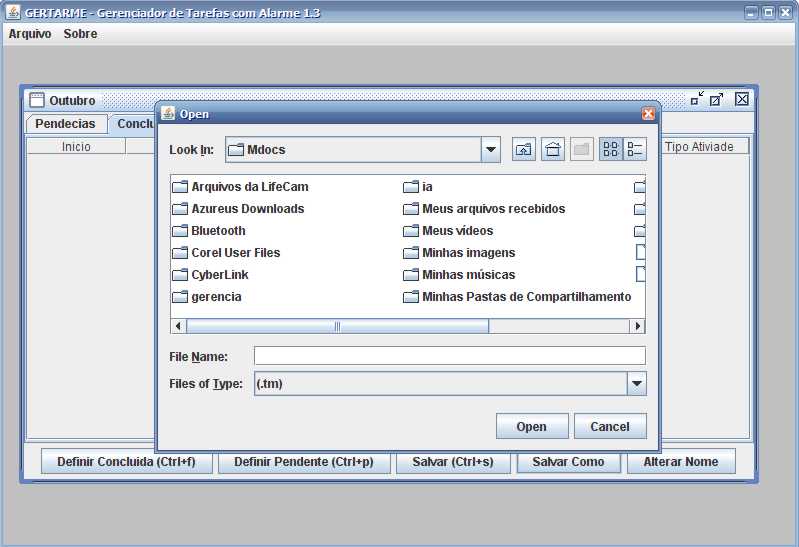 GERTARME - Gerenciador de Tarefas com Alarme 1.3
Arquivo Sobre
Outubro
Pendecias Conclu
Inicio Tipo Ativiade
Open
Look In: Mdocs
Arquivos da LifeCam ia
Azureus Downloads Meus arquivos recebidos
Bluetooth Meus vídeos
Corel User Files Minhas imagens
CyberLink Minhas músicas
gerencia Minhas Pastas de Compartilhamento
File Name:
Files of Type: (.tm)
Open Cancel
Definir Concluida (Ctrl+f) Definir Pendente (Ctrl+p) Salvar (Ctrl+s) Salvar Como Alterar Nome